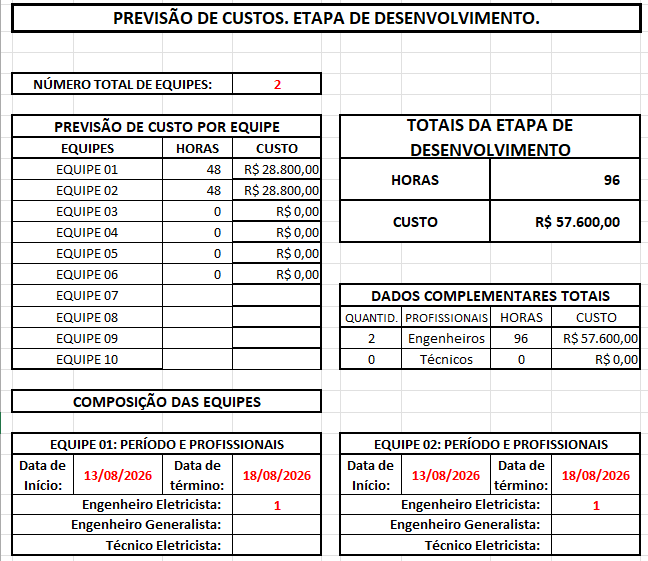 PREVISÃO DE CUSTOS. ETAPA DE DESENVOLVIMENTO.
NÚMERO TOTAL DE EQUIPES: 2
PREVISÃO DE CUSTO POR EQUIPE
EQUIPES HORAS CUSTO
EQUIPE 01 48 R$ 28.800,00
EQUIPE 02 48 R$ 28.800,00
EQUIPE 03 0 R$ 0,00
EQUIPE 04 0 R$ 0,00
EQUIPE 05 0 R$ 0,00
EQUIPE 06 0 R$ 0,00
EQUIPE 07
EQUIPE 08
EQUIPE 09
EQUIPE 10
TOTAIS DA ETAPA DE
DESENVOLVIMENTO
HORAS 96
CUSTO R$ 57.600,00
DADOS COMPLEMENTARES TOTAIS
QUANTID. PROFISSIONAIS HORAS CUSTO
2 Engenheiros 96 R$ 57.600,00
0 Técnicos 0 R$ 0,00
COMPOSIÇÃO DAS EQUIPES
EQUIPE 01: PERÍODO E PROFISSIONAIS
Data de Início: 13/08/2026 Data de término: 18/08/2026
Engenheiro Eletricista: 1
Engenheiro Generalista:
Técnico Eletricista:
EQUIPE 02: PERÍODO E PROFISSIONAIS
Data de Início: 13/08/2026 Data de término: 18/08/2026
Engenheiro Eletricista: 1
Engenheiro Generalista:
Técnico Eletricista: